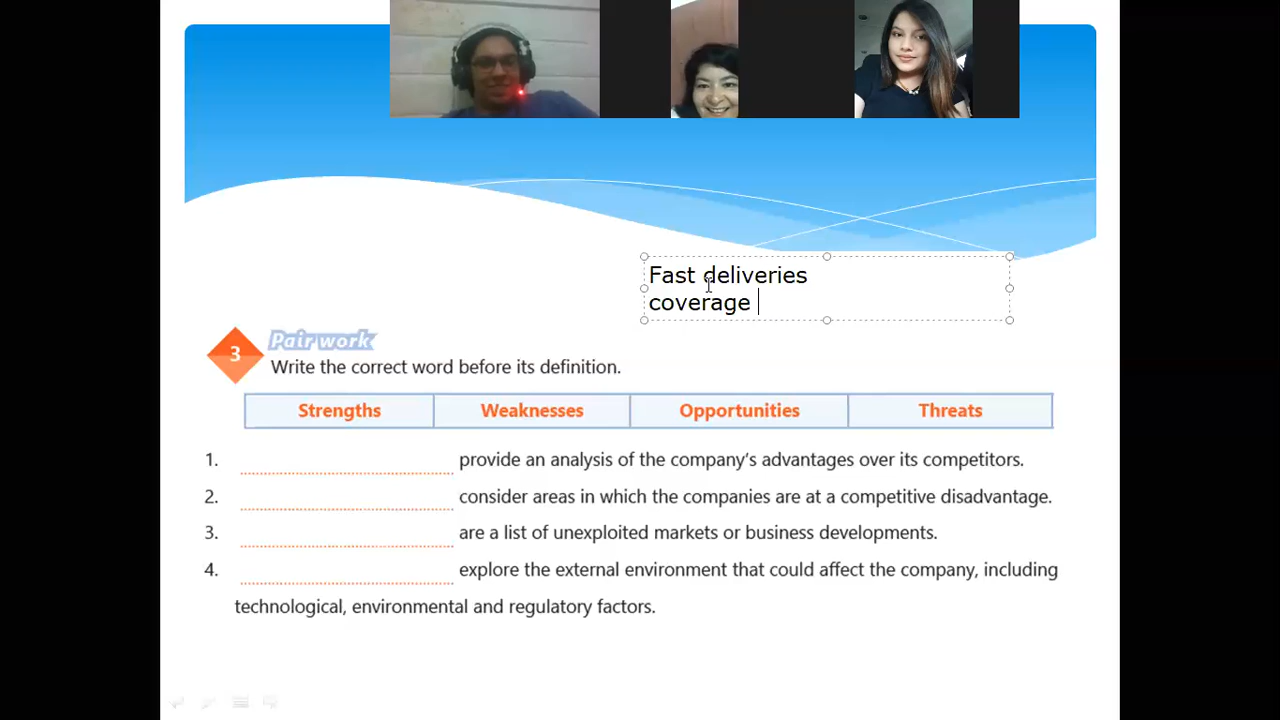 Fast deliveries
coverage
3
Pair work
Write the correct word before its definition.
Strengths Weaknesses Opportunities Threats
1. provide an analysis of the company's advantages over its competitors.
2. consider areas in which the companies are at a competitive disadvantage.
3. are a list of unexploited markets or business developments.
4. explore the external environment that could affect the company, including
technological, environmental and regulatory factors.